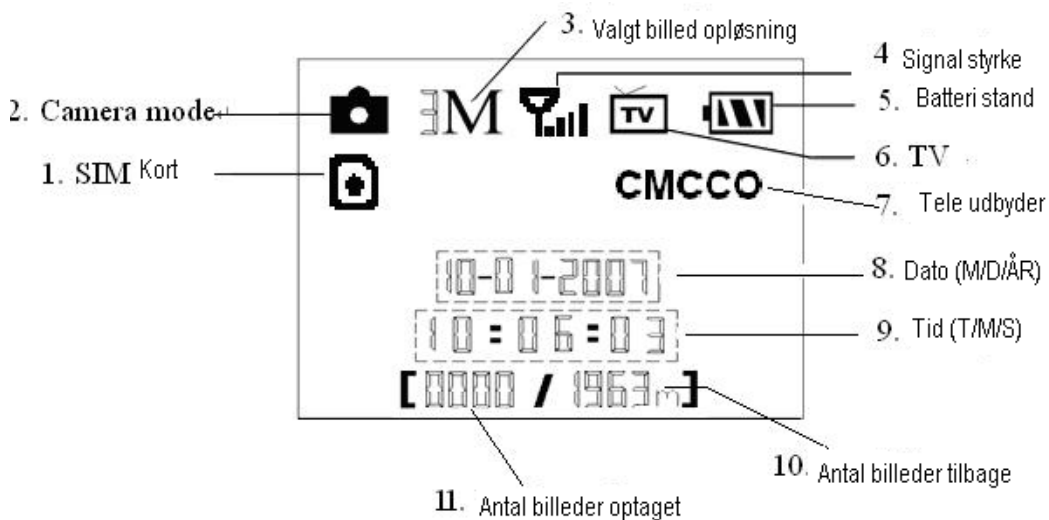 3. Valgt billed opløsning
4 Signal styrke
5. Batteri stand
2. Camera mode
3M
TV
6. TV
1. SIM Kort
CMCCO
7. Tele udbyder
10-01-2007
8. Dato (M/D/ÅR)
10:06:03
9. Tid (T/M/S)
[0000 / 1963m]
10. Antal billeder tilbage
11. Antal billeder optaget